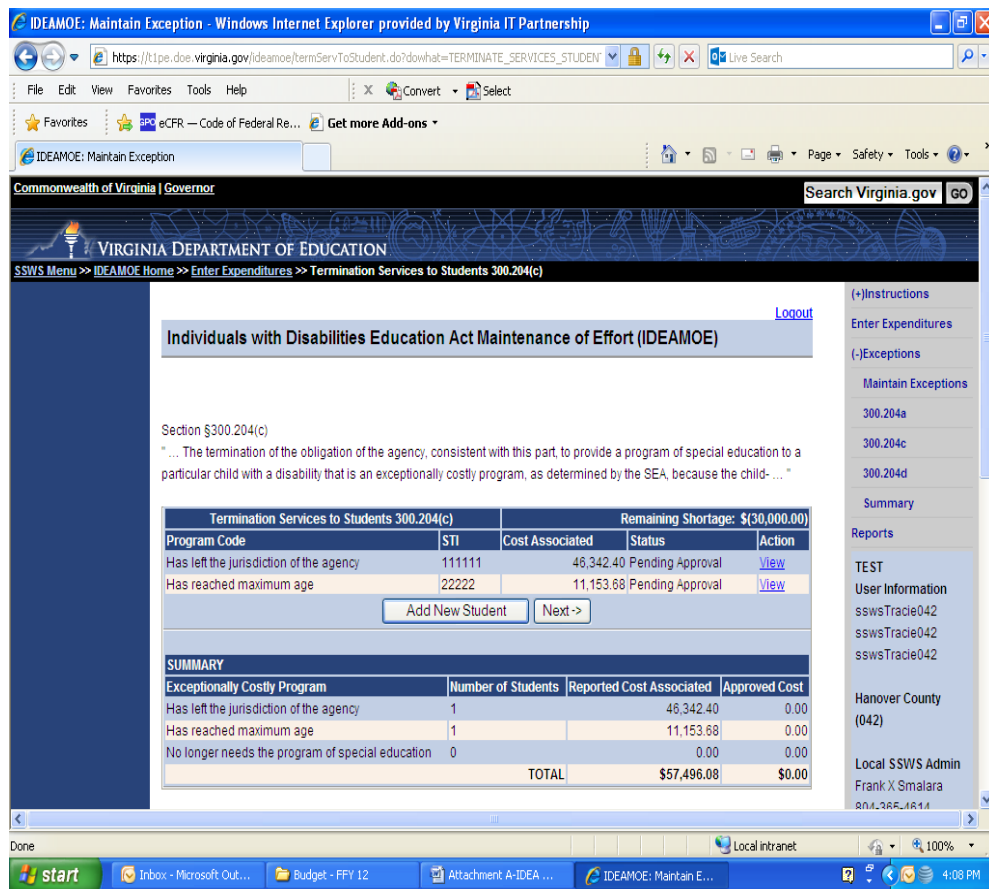 IDEAMOE: Maintain Exception - Windows Internet Explorer provided by Virginia IT Partnership
https://t1pe.doe.virginia.gov/ideamoe/termServToStudent.do?dowhat=TERMINATE_SERVICES_STUDENT
Live Search
File Edit View Favorites Tools Help
X Convert Select
Favorites GPO eCFR — Code of Federal Re... Get more Add-ons
IDEAMOE: Maintain Exception
Page Safety Tools
Commonwealth of Virginia | Governor
Search Virginia.gov GO
VIRGINIA DEPARTMENT OF EDUCATION
SSWS Menu >> IDEAMOE Home >> Enter Expenditures >> Termination Services to Students 300.204(c)
Logout
Individuals with Disabilities Education Act Maintenance of Effort (IDEAMOE)
Section §300.204(c)
" ... The termination of the obligation of the agency, consistent with this part, to provide a program of special education to a
particular child with a disability that is an exceptionally costly program, as determined by the SEA, because the child- ... "
Termination Services to Students 300.204(c) Remaining Shortage: $(30,000.00)
Program Code STI Cost Associated Status Action
Has left the jurisdiction of the agency 111111 46,342.40 Pending Approval View
Has reached maximum age 22222 11,153.68 Pending Approval View
Add New Student Next ->
SUMMARY
Exceptionally Costly Program Number of Students Reported Cost Associated Approved Cost
Has left the jurisdiction of the agency 1 46,342.40 0.00
Has reached maximum age 1 11,153.68 0.00
No longer needs the program of special education 0 0.00 0.00
TOTAL $57,496.08 $0.00
(+)Instructions
Enter Expenditures
(-)Exceptions
Maintain Exceptions
300.204a
300.204c
300.204d
Summary
Reports
TEST
User Information
sswsTracie042
sswsTracie042
sswsTracie042
Hanover County
(042)
Local SSWS Admin
Frank X Smalara
804-365-4614
Done
Local intranet
100%
start
Inbox - Microsoft Out...
Budget - FFY 12
Attachment A-IDEA ...
IDEAMOE: Maintain E...
4:08 PM